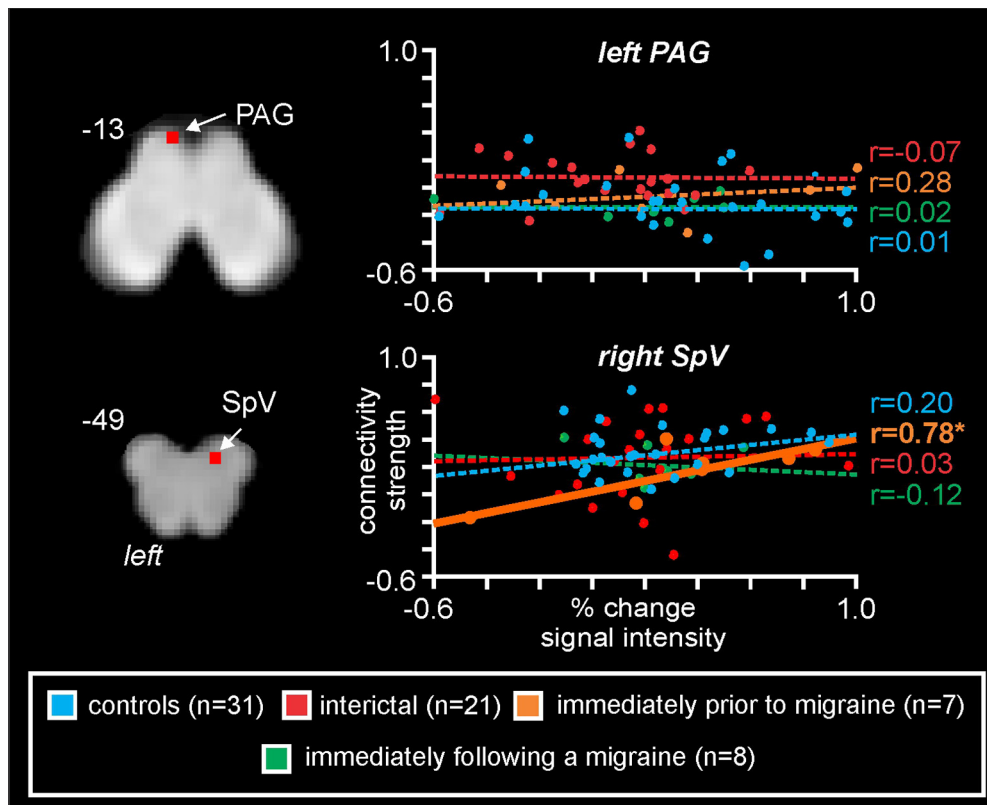 left PAG
1.0
-13
PAG
r=-0.07
r=0.28
r=0.02
r=0.01
-0.6
-0.6
1.0
right SpV
1.0
-49
SpV
connectivity
strength
r=0.20
r=0.78*
r=0.03
r=-0.12
left
-0.6
-0.6
% change
signal intensity
1.0
controls (n=31)
interictal (n=21)
immediately prior to migraine (n=7)
immediately following a migraine (n=8)